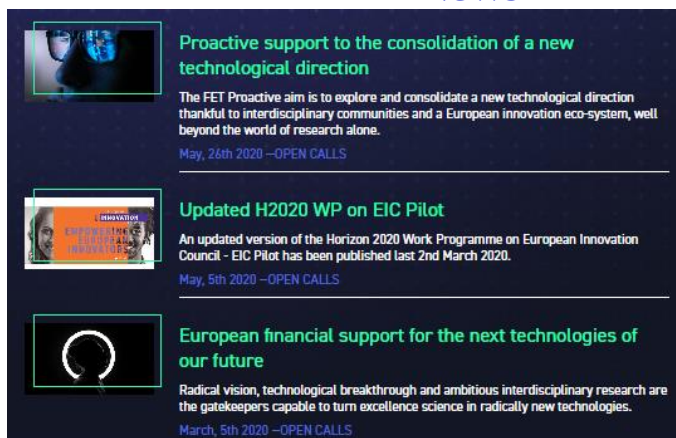 Proactive support to the consolidation of a new
technological direction
The FET Proactive aim is to explore and consolidate a new technological direction
thankful to interdisciplinary communities and a European innovation eco-system, well
beyond the world of research alone.
May, 26th 2020 –OPEN CALLS
INNOVATION
EMPOWERING
EUROPEAN
INNOVATORS
Updated H2020 WP on EIC Pilot
An updated version of the Horizon 2020 Work Programme on European Innovation
Council - EIC Pilot has been published last 2nd March 2020.
May, 5th 2020 –OPEN CALLS
European financial support for the next technologies of
our future
Radical vision, technological breakthrough and ambitious interdisciplinary research are
the gatekeepers capable to turn excellence science in radically new technologies.
March, 5th 2020 –OPEN CALLS